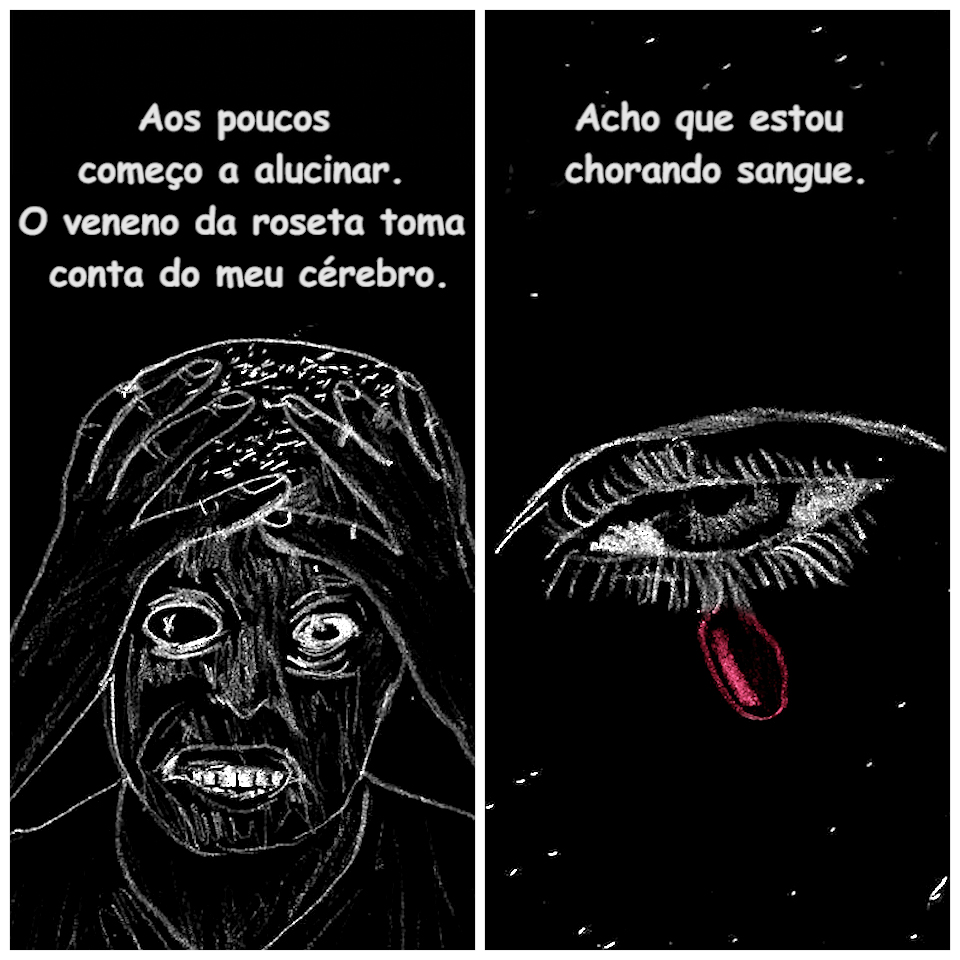 Aos poucos
começo a alucinar.
O veneno da roseta toma
conta do meu cérebro.
Acho que estou
chorando sangue.